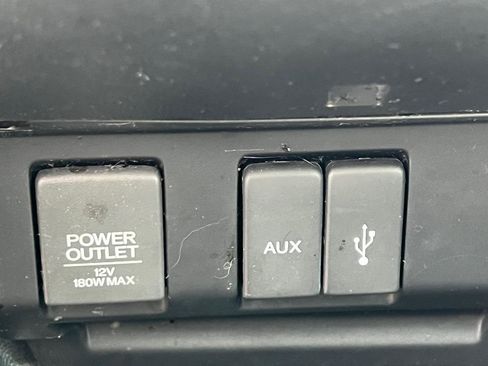 POWER
OUTLET
12V
180W MAX
AUX